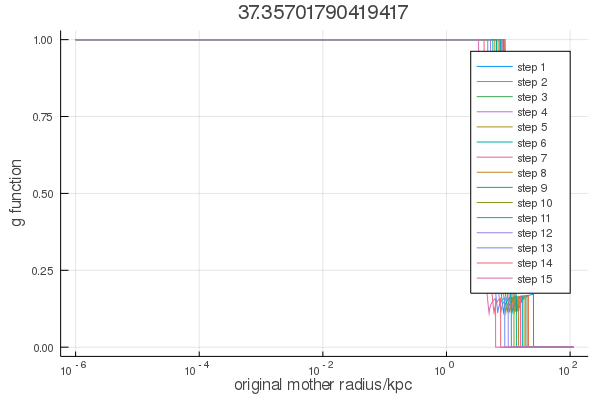 37.35701790419417
1.00
0.75
0.50
0.25
0.00
g function
step 1
step 2
step 3
step 4
step 5
step 6
step 7
step 8
step 9
step 10
step 11
step 12
step 13
step 14
step 15
10⁻⁶ 10⁻⁴ 10⁻² 10⁰ 10²
original mother radius/kpc